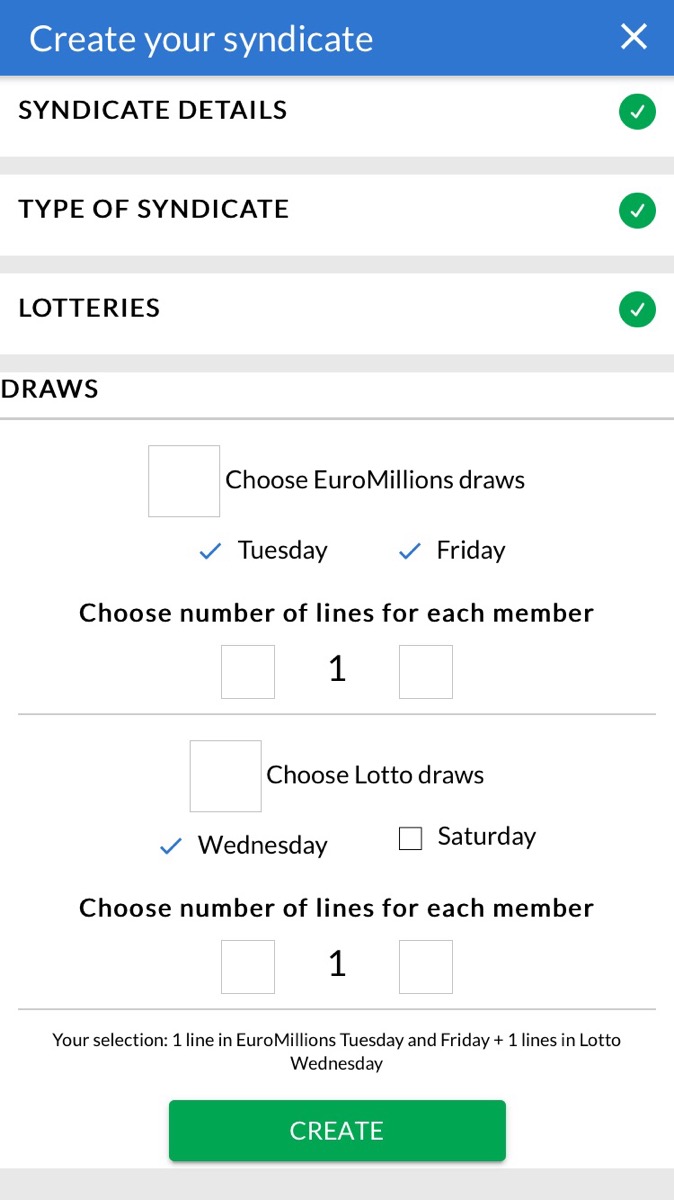 Create your syndicate
SYNDICATE DETAILS
TYPE OF SYNDICATE
LOTTERIES
DRAWS
Choose EuroMillions draws
Tuesday Friday
Choose number of lines for each member
1
Choose Lotto draws
Wednesday Saturday
Choose number of lines for each member
1
Your selection: 1 line in EuroMillions Tuesday and Friday + 1 lines in Lotto
Wednesday
CREATE